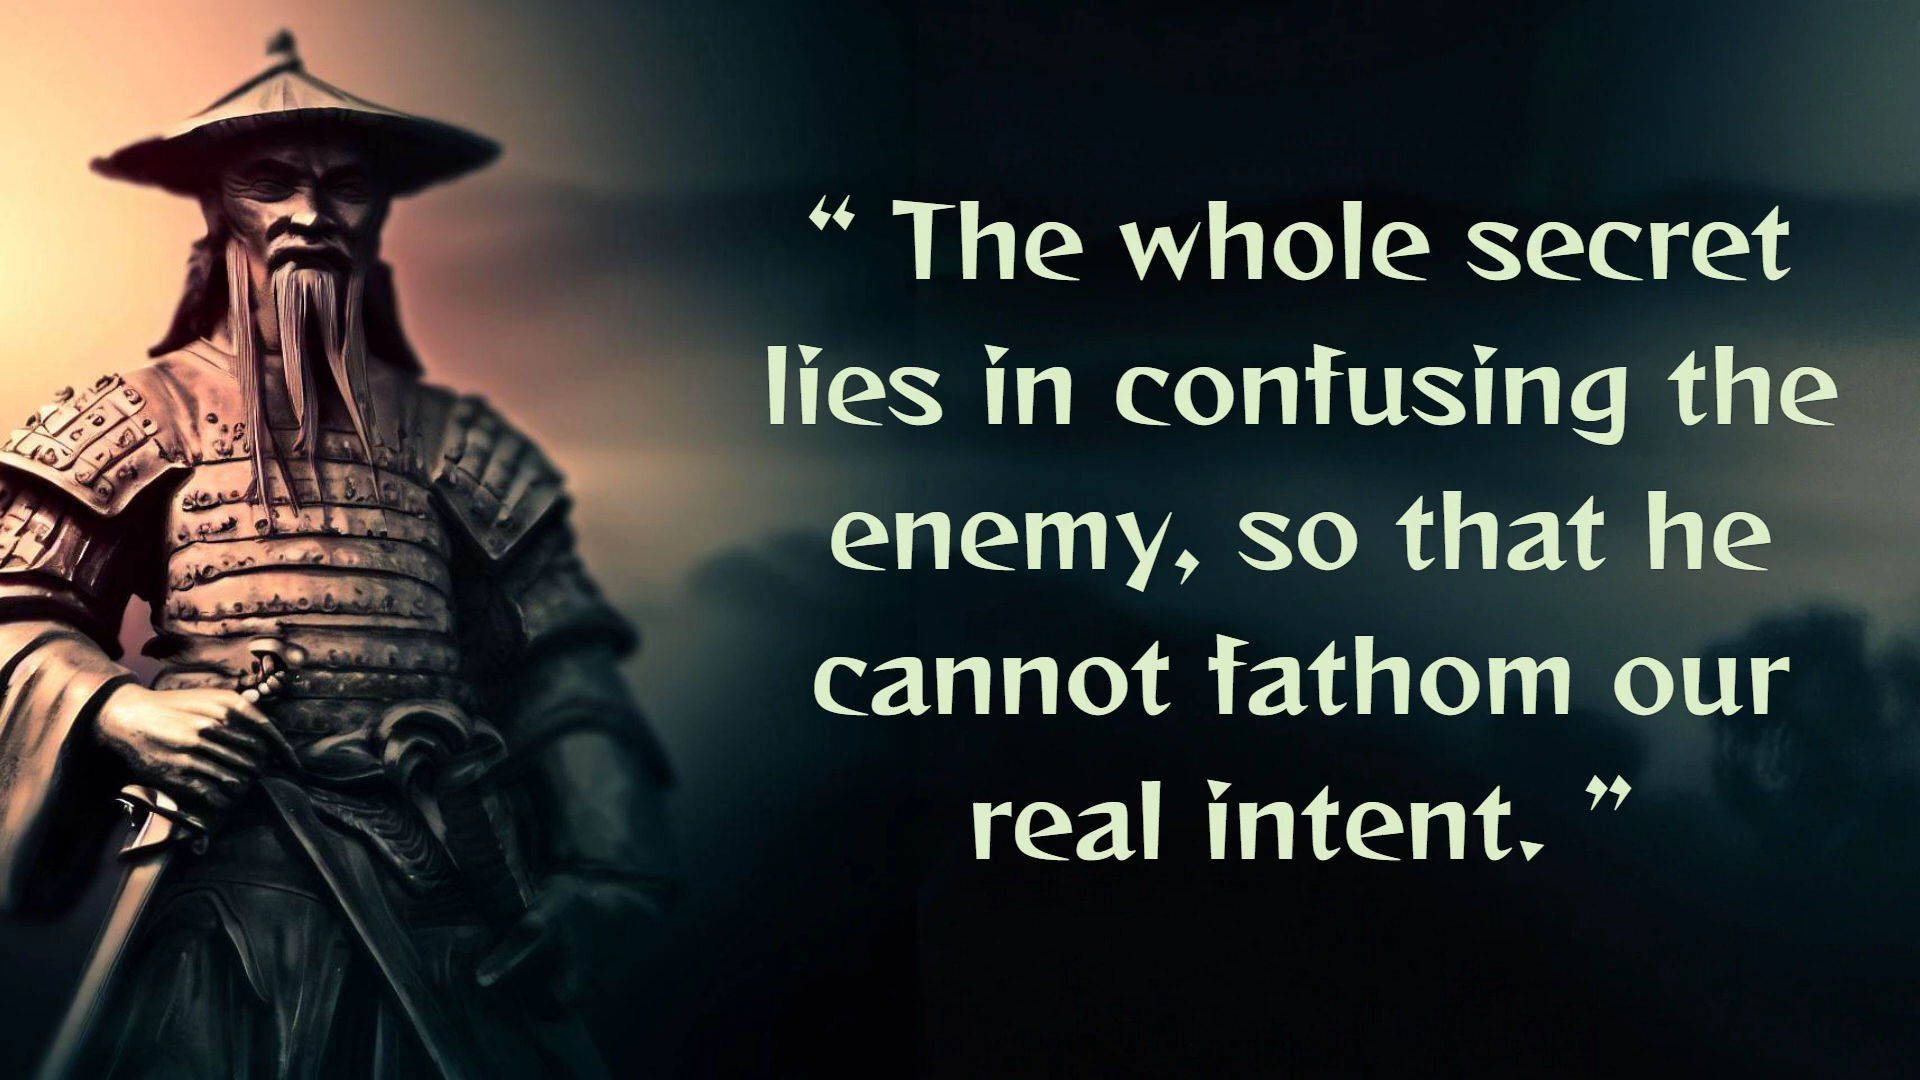 “ The whole secret
lies in confusing the
enemy, so that he
cannot fathom our
real intent. ”